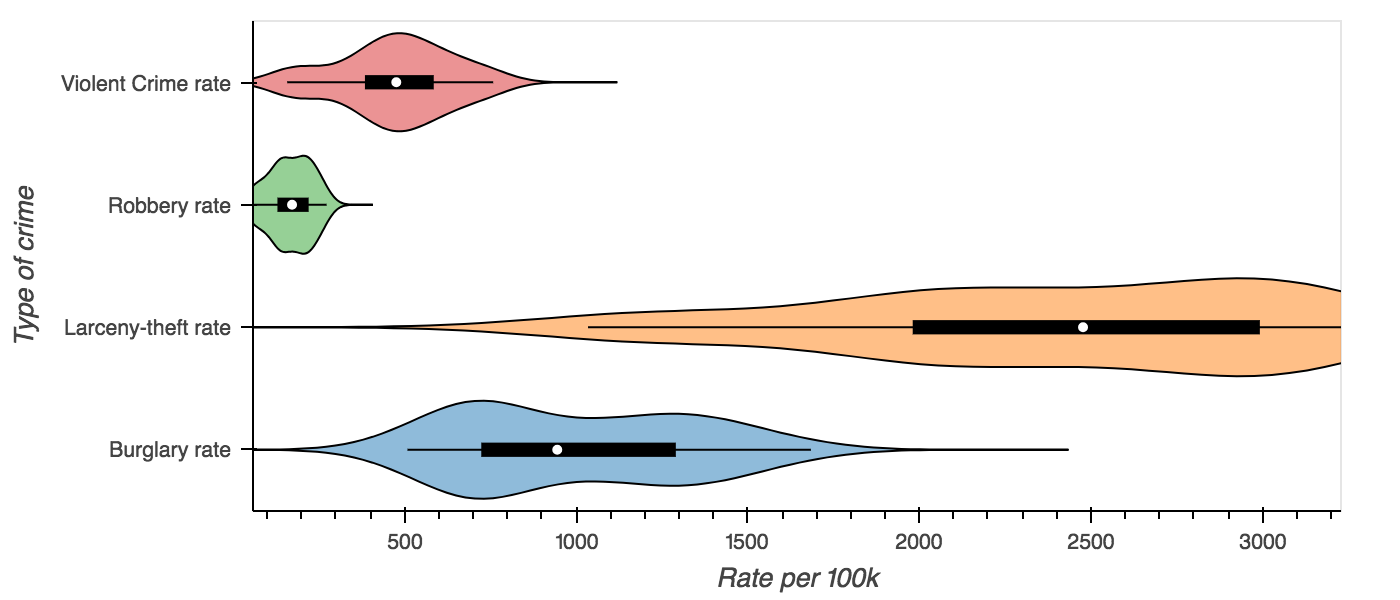 Type of crime
Violent Crime rate
Robbery rate
Larceny-theft rate
Burglary rate
500 1000 1500 2000 2500 3000
Rate per 100k